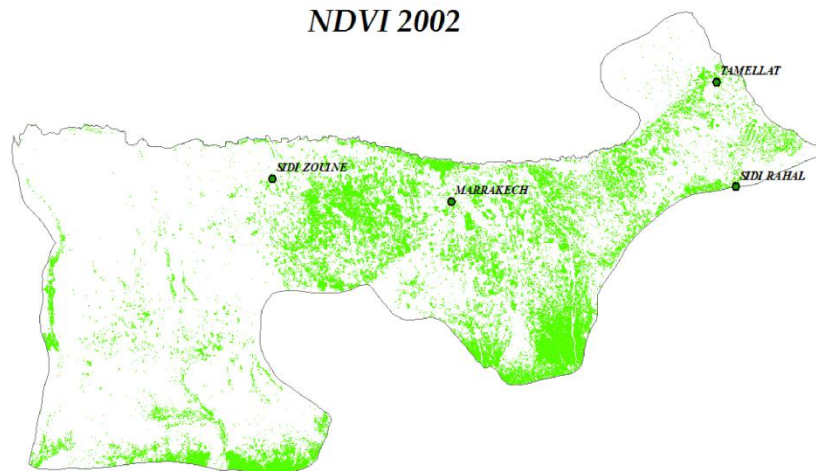 NDVI 2002
TAMELLAT
SIDI ZOUINE
SIDI RAHAL
MARRAKECH